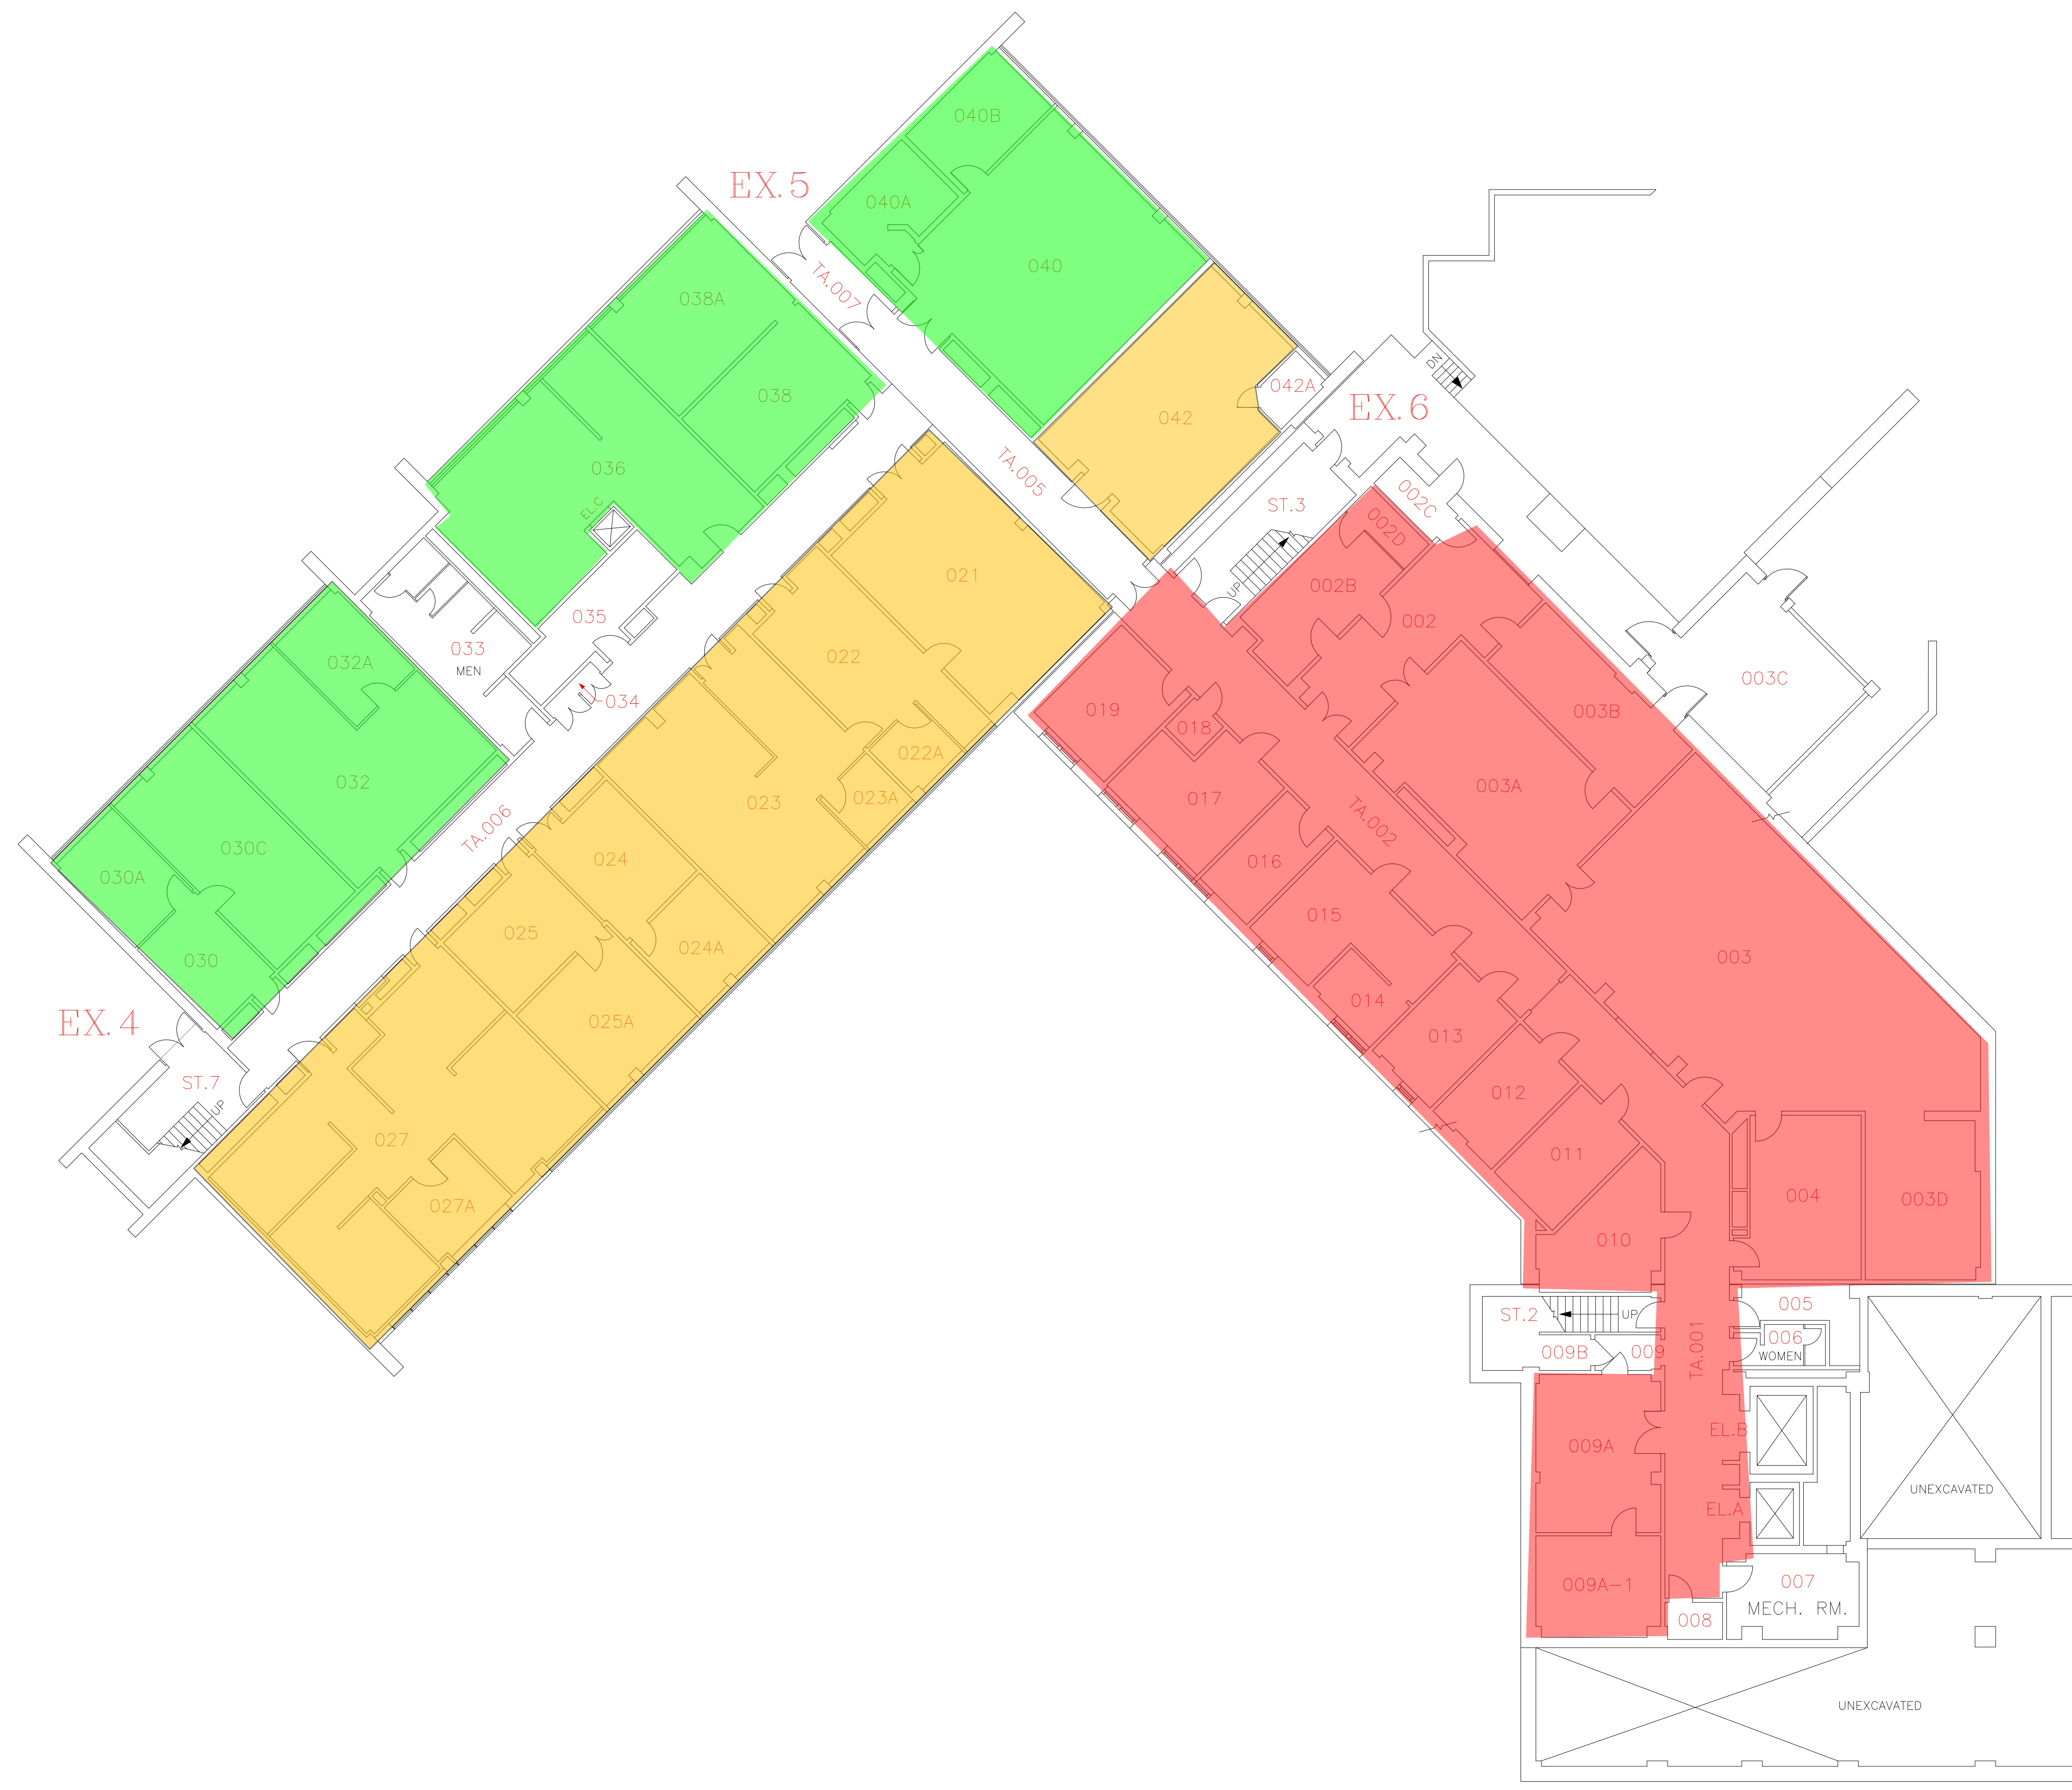 040B
EX.5
040A
040
TA.007
038A
042A
038
DN
EX.6
042
036
TA.005
EL.C
002C
ST.3
002D
021
UP
002B
035
002
033
MEN
032A
022
034
003C
019
003B
018
022A
032
003A
023
023A
017
TA.006
TA.002
030C
024
016
030A
025
015
024A
003
030
014
025A
EX.4
013
ST.7
012
UP
027
011
027A
004
003D
010
005
ST.2
UP
006
009B
009
TA.001
WOMEN
EL.B
009A
UNEXCAVATED
EL.A
009A-1
007
MECH. RM.
008
UNEXCAVATED